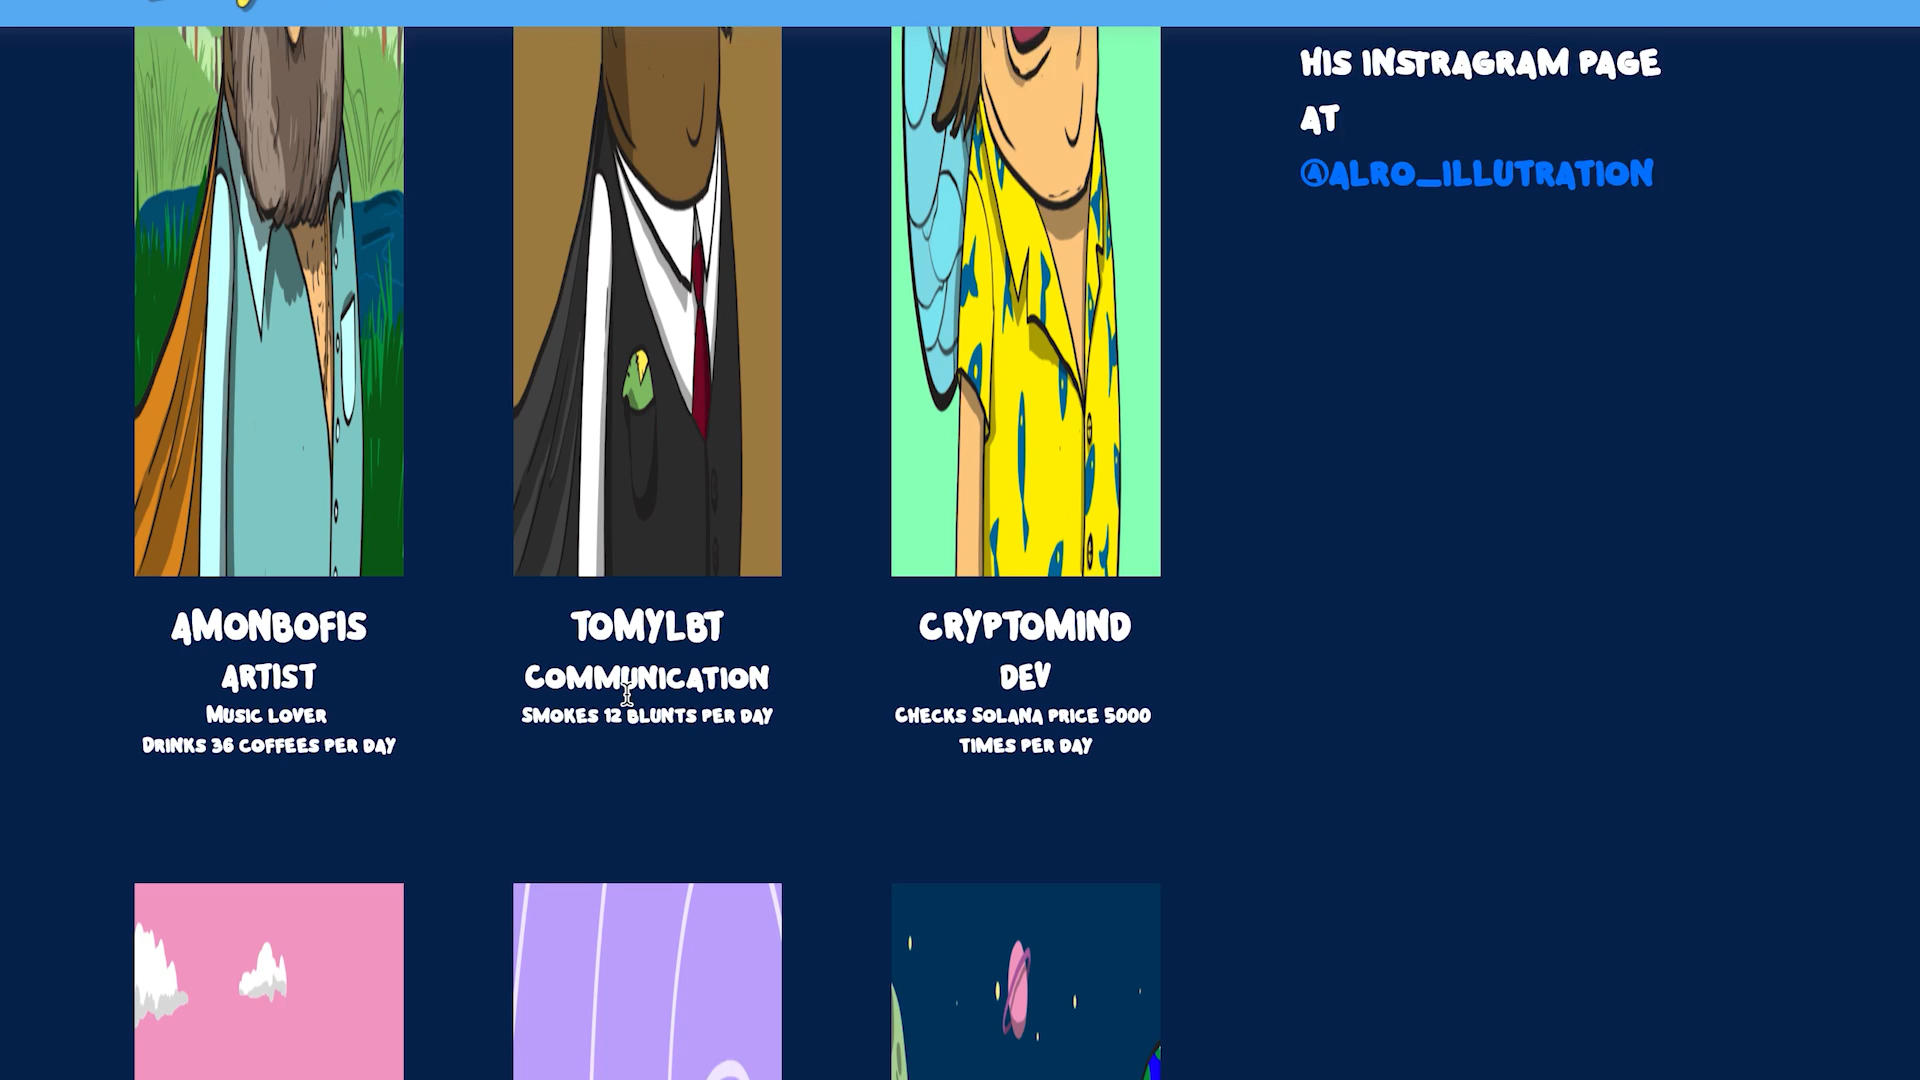 HIS INSTRAGRAM PAGE
AT
@ALRO_ILLUTRATION
AMONBOFIS
ARTIST
MUSIC LOVER
DRINKS 36 COFFEES PER DAY
TOMYLBT
COMMUNICATION
SMOKES 12 BLUNTS PER DAY
CRYPTOMIND
DEV
CHECKS SOLANA PRICE 5000
TIMES PER DAY